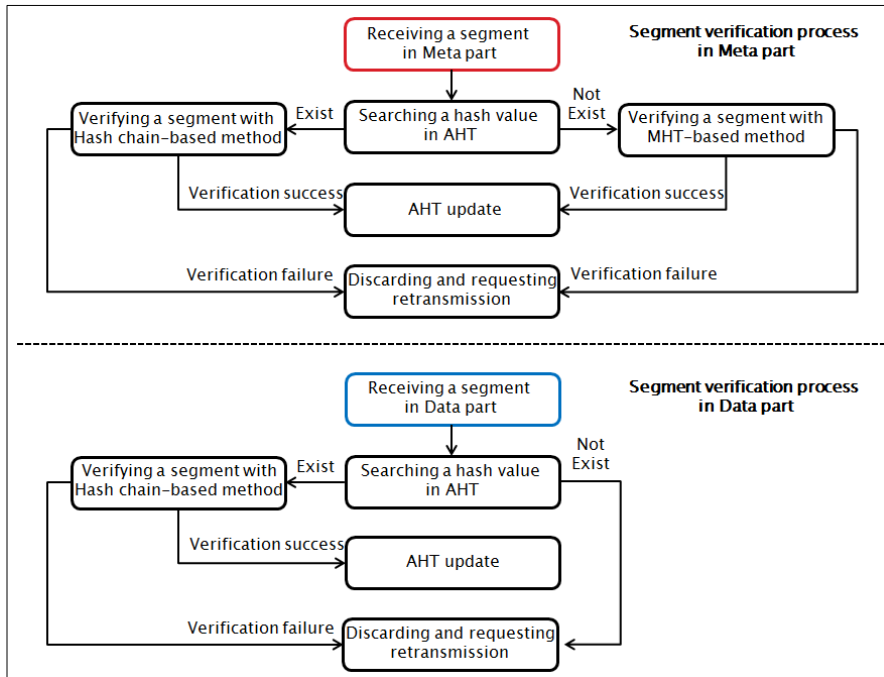 Receiving a segment
in Meta part
Segment verification process
in Meta part
Verifying a segment with
Hash chain-based method
Exist
Searching a hash value
in AHT
Not
Exist
Verifying a segment with
MHT-based method
Verification success
AHT update
Verification success
Verification failure
Discarding and requesting
retransmission
Verification failure
Receiving a segment
in Data part
Segment verification process
in Data part
Verifying a segment with
Hash chain-based method
Exist
Searching a hash value
in AHT
Not
Exist
Verification success
AHT update
Verification failure
Discarding and requesting
retransmission